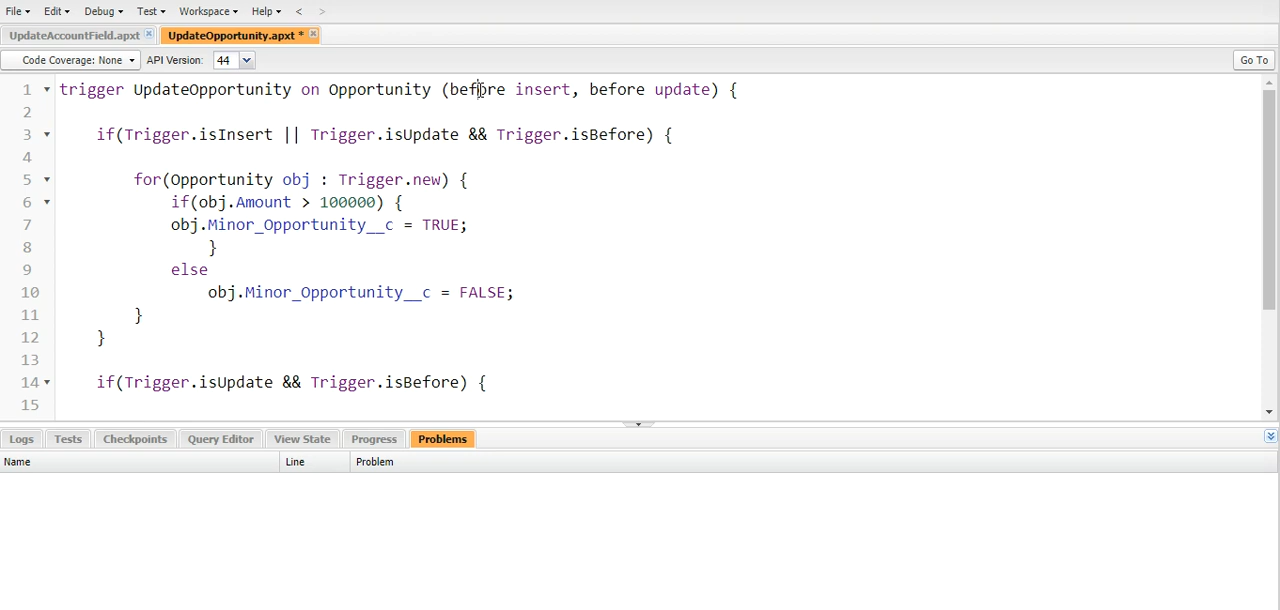 File Edit Debug Test Workspace Help < >
UpdateAccountField.apxt UpdateOpportunity.apxt *
Code Coverage: None API Version: 44 Go To
1 trigger UpdateOpportunity on Opportunity (before insert, before update) {
2
3 if(Trigger.isInsert || Trigger.isUpdate && Trigger.isBefore) {
4
5 for(Opportunity obj : Trigger.new) {
6 if(obj.Amount > 100000) {
7 obj.Minor_Opportunity__c = TRUE;
8 }
9 else
10 obj.Minor_Opportunity__c = FALSE;
11 }
12 }
13
14 if(Trigger.isUpdate && Trigger.isBefore) {
15
Logs Tests Checkpoints Query Editor View State Progress Problems
Name Line Problem